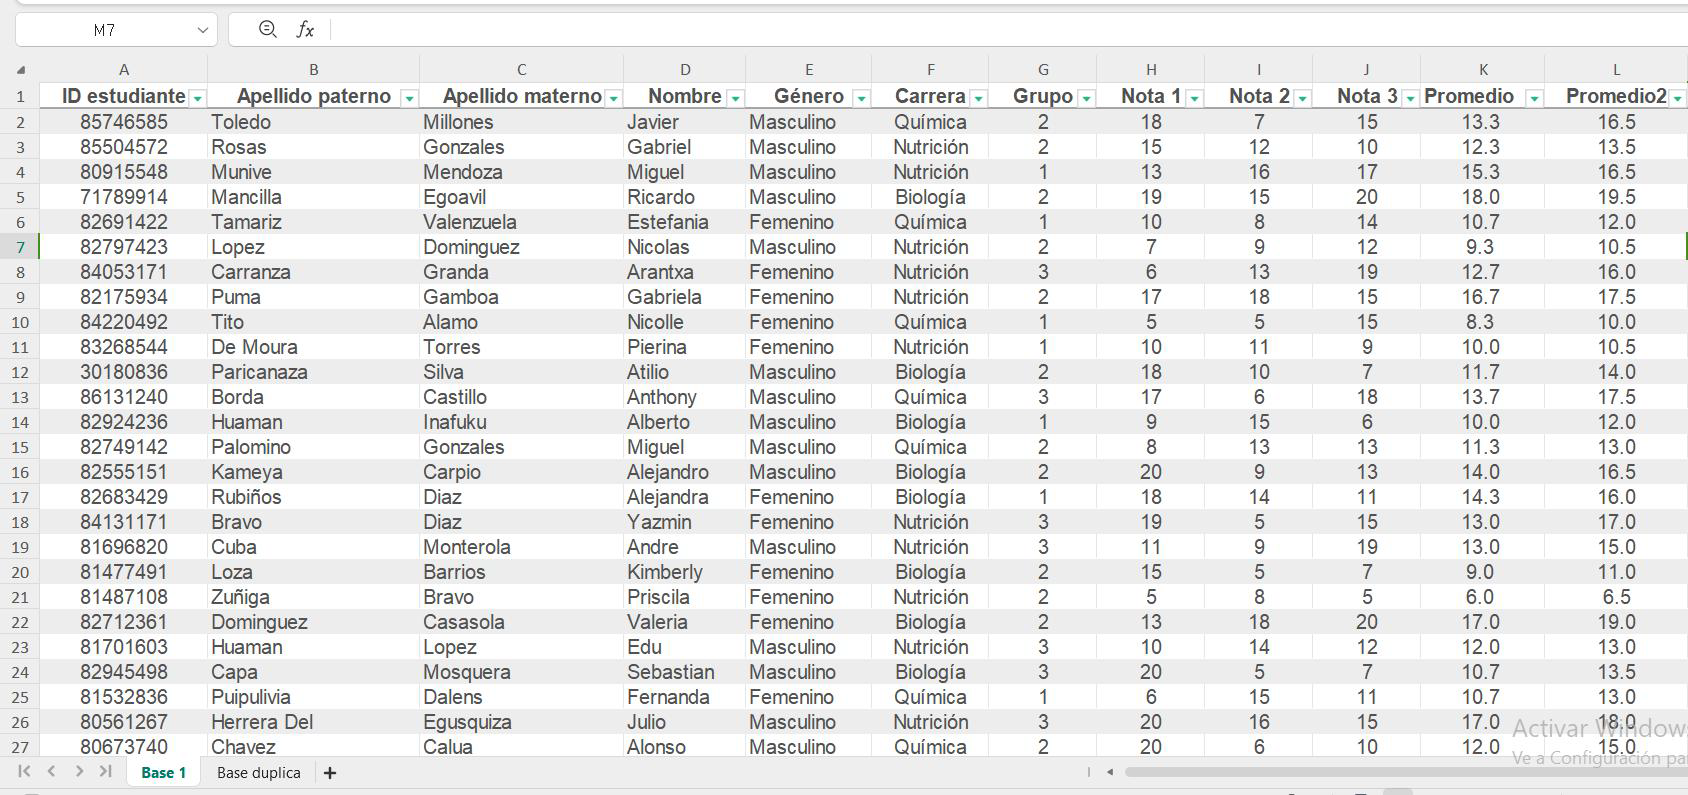 M7
fx
A B C D E F G H I J K L
1 ID estudiante Apellido paterno Apellido materno Nombre Género Carrera Grupo Nota 1 Nota 2 Nota 3 Promedio Promedio2
2 85746585 Toledo Millones Javier Masculino Química 2 18 7 15 13.3 16.5
3 85504572 Rosas Gonzales Gabriel Masculino Nutrición 2 15 12 10 12.3 13.5
4 80915548 Munive Mendoza Miguel Masculino Nutrición 1 13 16 17 15.3 16.5
5 71789914 Mancilla Egoavil Ricardo Masculino Biología 2 19 15 20 18.0 19.5
6 82691422 Tamariz Valenzuela Estefania Femenino Química 1 10 8 14 10.7 12.0
7 82797423 Lopez Dominguez Nicolas Masculino Nutrición 2 7 9 12 9.3 10.5
8 84053171 Carranza Granda Arantxa Femenino Nutrición 3 6 13 19 12.7 16.0
9 82175934 Puma Gamboa Gabriela Femenino Nutrición 2 17 18 15 16.7 17.5
10 84220492 Tito Alamo Nicolle Femenino Química 1 5 5 15 8.3 10.0
11 83268544 De Moura Torres Pierina Femenino Nutrición 1 10 11 9 10.0 10.5
12 30180836 Paricanaza Silva Atilio Masculino Biología 2 18 10 7 11.7 14.0
13 86131240 Borda Castillo Anthony Masculino Química 3 17 6 18 13.7 17.5
14 82924236 Huaman Inafuku Alberto Masculino Biología 1 9 15 6 10.0 12.0
15 82749142 Palomino Gonzales Miguel Masculino Química 2 8 13 13 11.3 13.0
16 82555151 Kameya Carpio Alejandro Masculino Biología 2 20 9 13 14.0 16.5
17 82683429 Rubiños Diaz Alejandra Femenino Biología 1 18 14 11 14.3 16.0
18 84131171 Bravo Diaz Yazmin Femenino Nutrición 3 19 5 15 13.0 17.0
19 81696820 Cuba Monterola Andre Masculino Nutrición 3 11 9 19 13.0 15.0
20 81477491 Loza Barrios Kimberly Femenino Biología 2 15 5 7 9.0 11.0
21 81487108 Zuñiga Bravo Priscila Femenino Nutrición 2 5 8 5 6.0 6.5
22 82712361 Dominguez Casasola Valeria Femenino Biología 2 13 18 20 17.0 19.0
23 81701603 Huaman Lopez Edu Masculino Nutrición 3 10 14 12 12.0 13.0
24 82945498 Capa Mosquera Sebastian Masculino Biología 3 20 5 7 10.7 13.5
25 81532836 Puipulivia Dalens Fernanda Femenino Química 1 6 15 11 10.7 13.0
26 80561267 Herrera Del Egusquiza Julio Masculino Nutrición 3 20 16 15 17.0 18.0
27 80673740 Chavez Calua Alonso Masculino Química 2 20 6 10 12.0 15.0
Activar Windows
Ve a Configuración pa
Base 1 Base duplica +